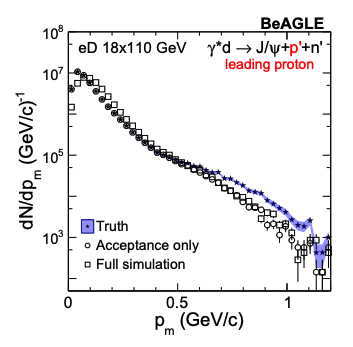 BeAGLE
eD 18x110 GeV
γ*d → J/ψ+p'+n'
leading proton
10⁸
10⁷
10⁵
10³
dN/dpₘ (GeV/c)⁻¹
Truth
Acceptance only
Full simulation
0 0.5 1
pₘ (GeV/c)